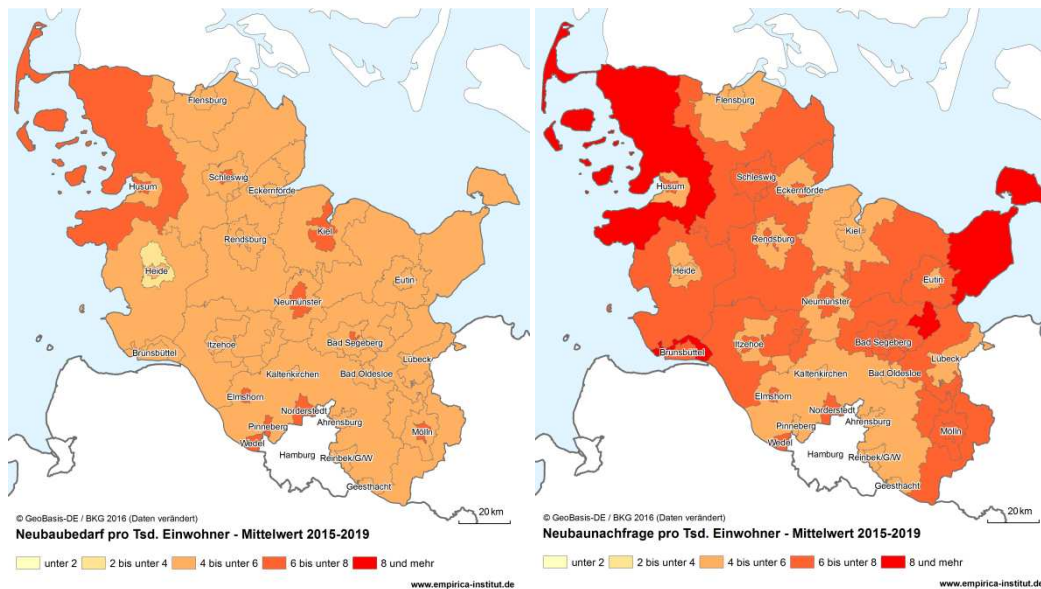 Flensburg
Husum
Schleswig
Eckernförde
Rendsburg
Kiel
Heide
Eutin
Neumünster
Brunsbüttel
Itzehoe
Bad Segeberg
Lübeck
Kaltenkirchen
Bad Oldesloe
Elmshorn
Norderstedt
Pinneberg
Ahrensburg
Wedel
Mölln
Hamburg
Reinbek/G/W
Geesthacht
20 km
© GeoBasis-DE / BKG 2016 (Daten verändert)
Neubaubedarf pro Tsd. Einwohner - Mittelwert 2015-2019
unter 2 2 bis unter 4 4 bis unter 6 6 bis unter 8 8 und mehr
www.empirica-institut.de
Flensburg
Husum
Schleswig
Eckernförde
Rendsburg
Kiel
Heide
Eutin
Neumünster
Brunsbüttel
Itzehoe
Bad Segeberg
Lübeck
Kaltenkirchen
Bad Oldesloe
Elmshorn
Norderstedt
Pinneberg
Ahrensburg
Wedel
Mölln
Hamburg
Reinbek/G/W
Geesthacht
20 km
© GeoBasis-DE / BKG 2016 (Daten verändert)
Neubaunachfrage pro Tsd. Einwohner - Mittelwert 2015-2019
unter 2 2 bis unter 4 4 bis unter 6 6 bis unter 8 8 und mehr
www.empirica-institut.de